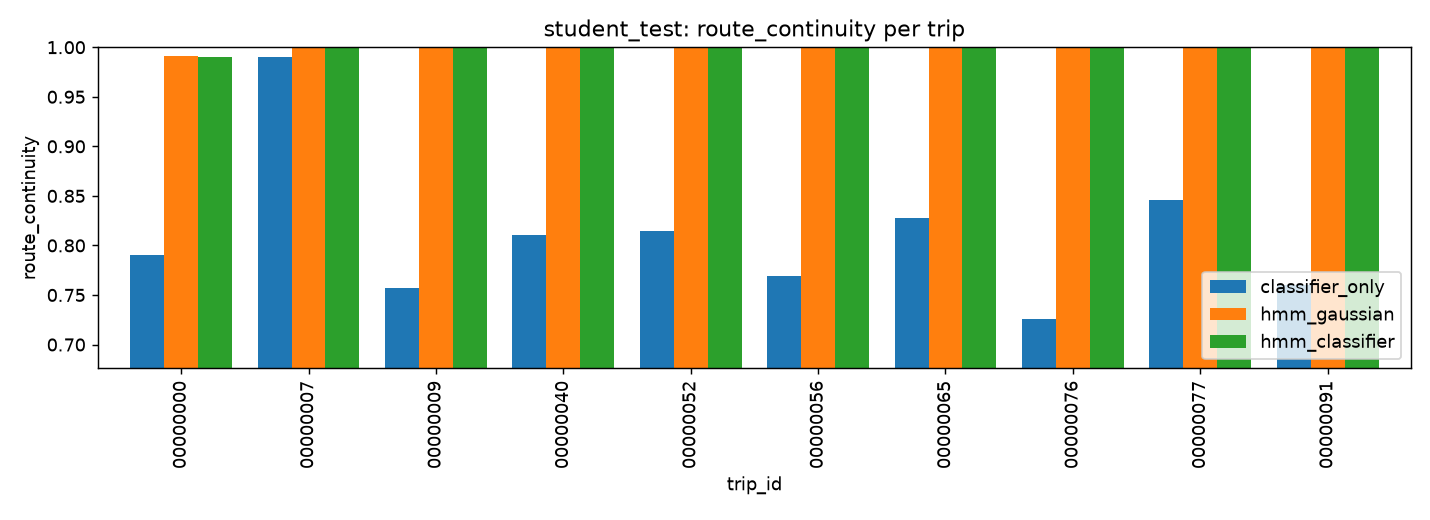 student_test: route_continuity per trip
route_continuity
1.00
0.95
0.90
0.85
0.80
0.75
0.70
classifier_only
hmm_gaussian
hmm_classifier
00000000
00000007
00000009
00000040
00000052
00000056
00000065
00000076
00000077
00000091
trip_id